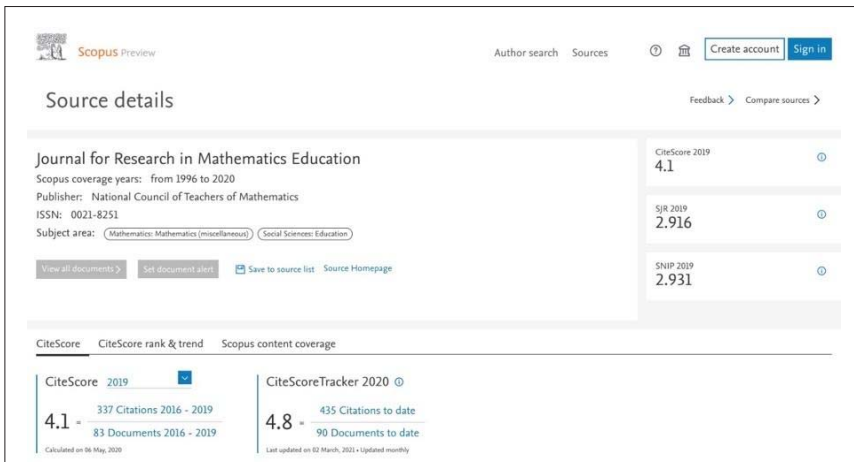 Scopus Preview
Author search Sources
Create account Sign in
Source details
Feedback Compare sources
Journal for Research in Mathematics Education
Scopus coverage years: from 1996 to 2020
Publisher: National Council of Teachers of Mathematics
ISSN: 0021-8251
Subject area: Mathematics: Mathematics (miscellaneous) Social Sciences: Education
View all documents Set document alert Save to source list Source Homepage
CiteScore 2019
4.1
SJR 2019
2.916
SNIP 2019
2.931
CiteScore CiteScore rank & trend Scopus content coverage
CiteScore 2019
4.1 =
337 Citations 2016 - 2019
83 Documents 2016 - 2019
Calculated on 06 May, 2020
CiteScoreTracker 2020
4.8 =
435 Citations to date
90 Documents to date
Last updated on 02 March, 2021 • Updated monthly